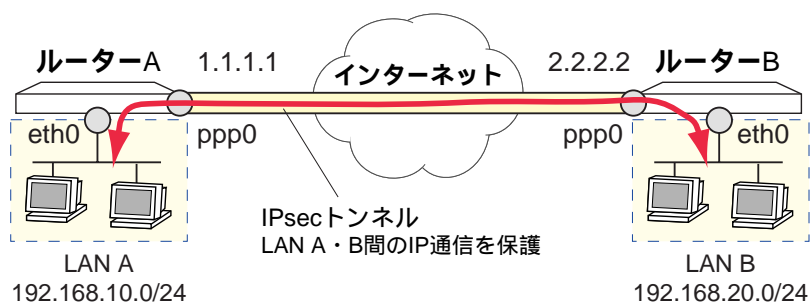 ルーターA
1.1.1.1
インターネット
2.2.2.2
ルーターB
eth0
ppp0
ppp0
eth0
IPsecトンネル
LAN A・B間のIP通信を保護
LAN A
192.168.10.0/24
LAN B
192.168.20.0/24